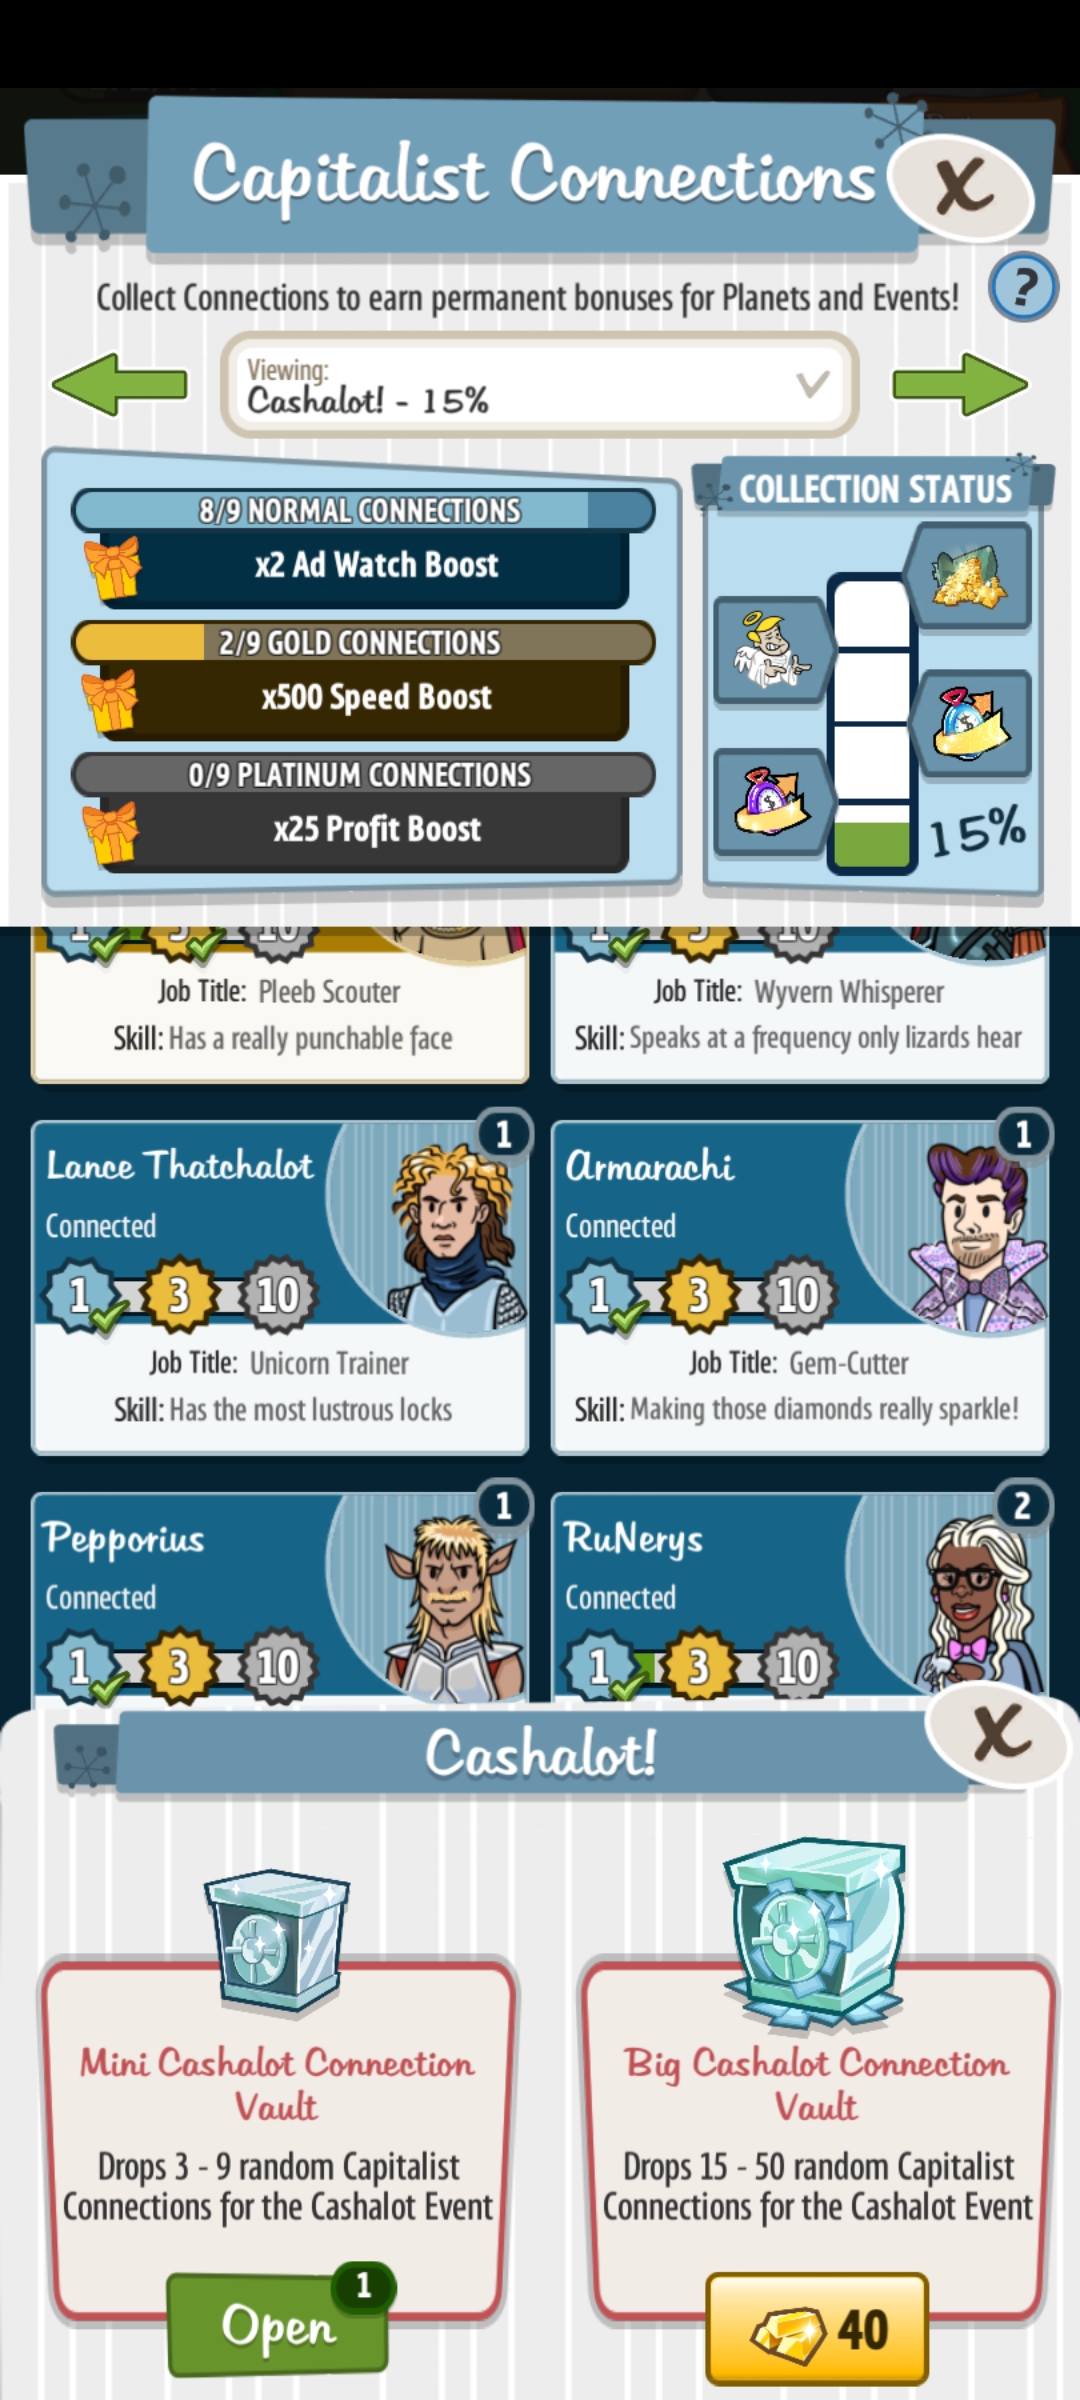 Capitalist Connections
X
Collect Connections to earn permanent bonuses for Planets and Events!
?
Viewing:
Cashalot! - 15%
8/9 NORMAL CONNECTIONS
x2 Ad Watch Boost
2/9 GOLD CONNECTIONS
x500 Speed Boost
0/9 PLATINUM CONNECTIONS
x25 Profit Boost
COLLECTION STATUS
15%
1 3 10
Job Title: Pleeb Scouter
Skill: Has a really punchable face
1 3 10
Job Title: Wyvern Whisperer
Skill: Speaks at a frequency only lizards hear
1
Lance Thatchalot
Connected
1 3 10
Job Title: Unicorn Trainer
Skill: Has the most lustrous locks
1
Armarachi
Connected
1 3 10
Job Title: Gem-Cutter
Skill: Making those diamonds really sparkle!
1
Pepporius
Connected
1 3 10
2
RuNerys
Connected
1 3 10
Cashalot!
X
Mini Cashalot Connection
Vault
Drops 3 - 9 random Capitalist
Connections for the Cashalot Event
1
Open
Big Cashalot Connection
Vault
Drops 15 - 50 random Capitalist
Connections for the Cashalot Event
40